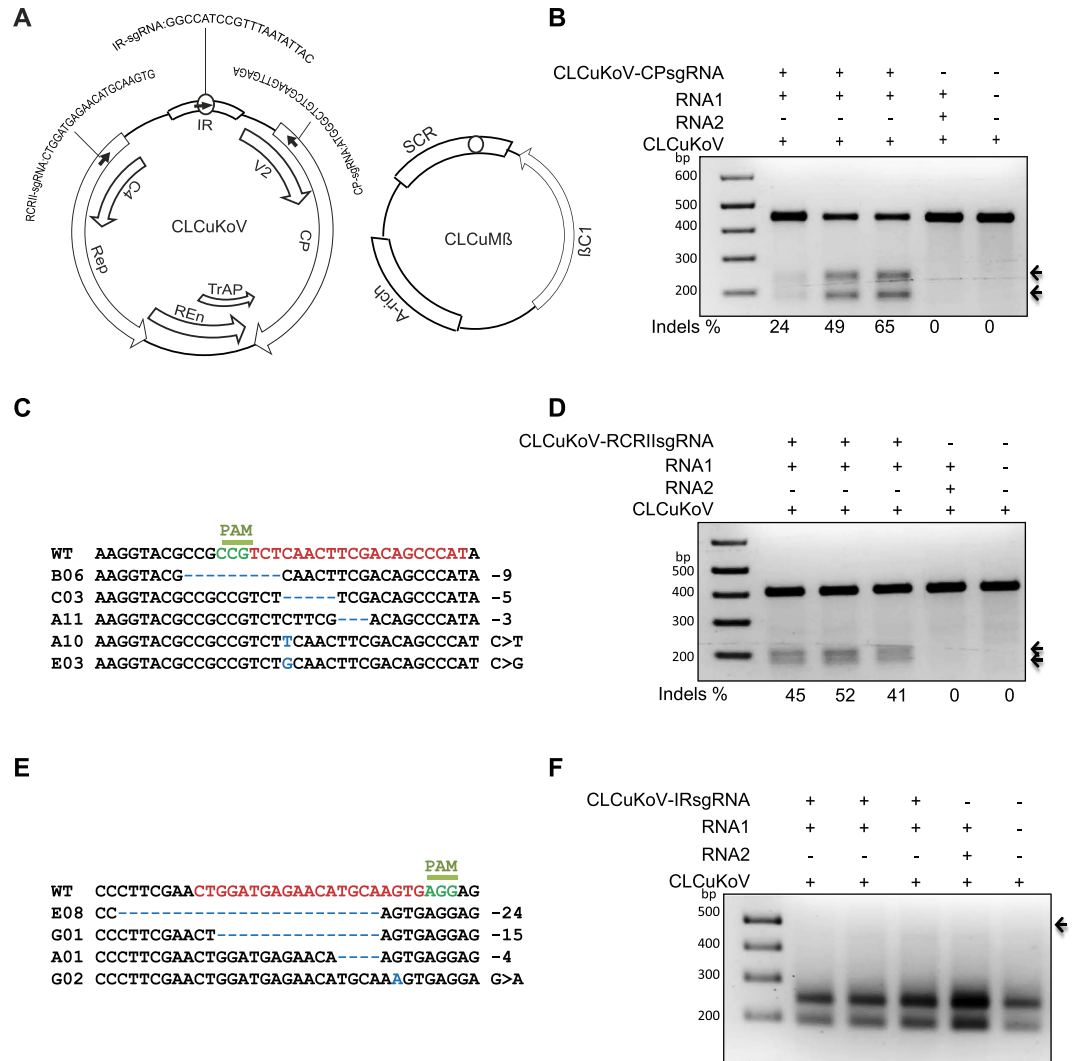 A
IR-sgRNA:GGCCATCCGTTTAATATTAC
RCRII-sgRNA:CTGGATGAGAACATGCAAGTG
CP-sgRNA:ATGGGCTGTCGAAGTTGAGA
IR
V2
C4
CLCuKoV
CP
Rep
TrAP
REn
SCR
CLCuMß
ßC1
A-rich
B
CLCuKoV-CPsgRNA + + + - -
RNA1 + + + + -
RNA2 - - - + -
CLCuKoV + + + + +
bp
600
500
400
300
200
Indels % 24 49 65 0 0
C
PAM
WT AAGGTACGCCGCCGTCTCAACTTCGACAGCCCATA
B06 AAGGTACG---------CAACTTCGACAGCCCATA -9
C03 AAGGTACGCCGCCGTCT-----TCGACAGCCCATA -5
A11 AAGGTACGCCGCCGTCTCTTCG---ACAGCCCATA -3
A10 AAGGTACGCCGCCGTCTTCAACTTCGACAGCCCAT C>T
E03 AAGGTACGCCGCCGTCTGCAACTTCGACAGCCCAT C>G
D
CLCuKoV-RCRIIsgRNA + + + - -
RNA1 + + + + -
RNA2 - - - + -
CLCuKoV + + + + +
bp
500
400
300
200
Indels % 45 52 41 0 0
E
PAM
WT CCCTTCGAACTGGATGAGAACATGCAAGTGAGGAG
E08 CC------------------------AGTGAGGAG -24
G01 CCCTTCGAACT---------------AGTGAGGAG -15
A01 CCCTTCGAACTGGATGAGAACA----AGTGAGGAG -4
G02 CCCTTCGAACTGGATGAGAACATGCAAAGTGAGGA G>A
F
CLCuKoV-IRsgRNA + + + - -
RNA1 + + + + -
RNA2 - - - + -
CLCuKoV + + + + +
bp
500
400
300
200